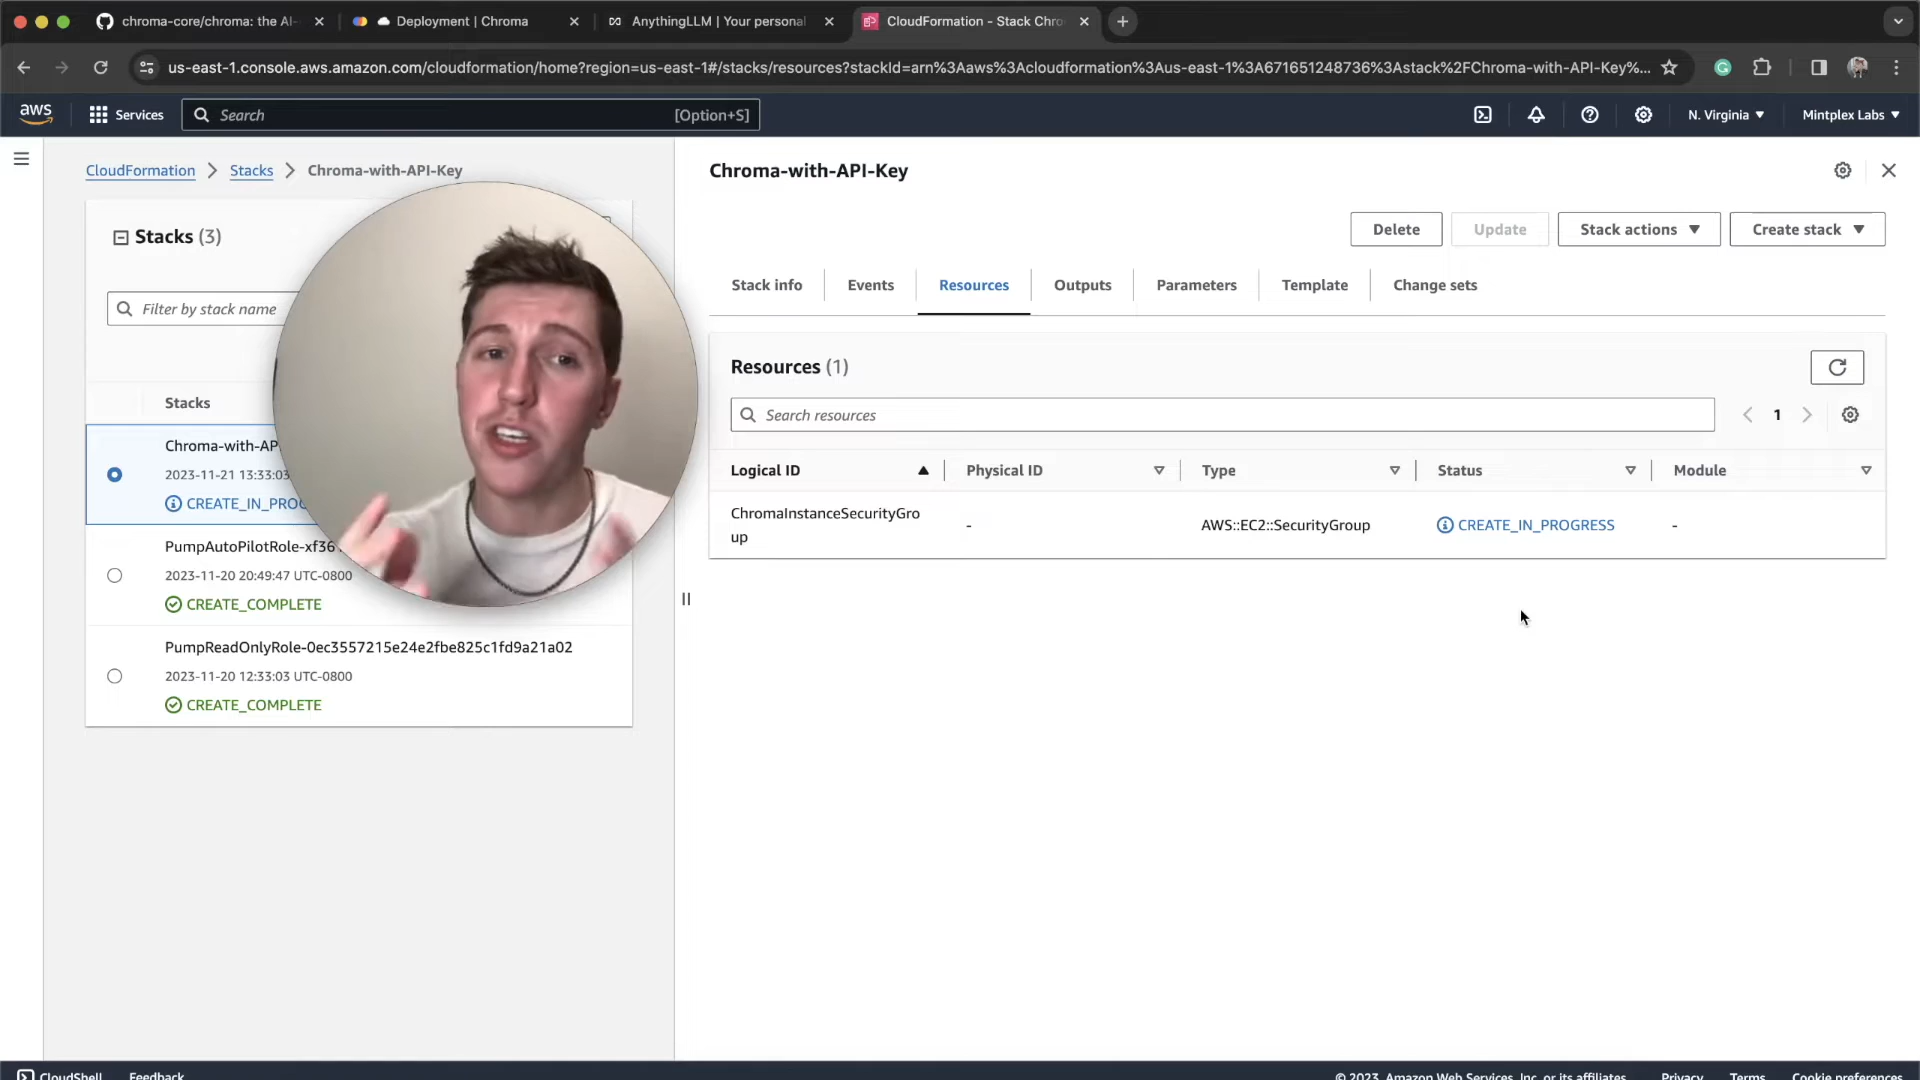 chroma-core/chroma: the AI-
Deployment | Chroma
AnythingLLM | Your personal
CloudFormation - Stack Chro
us-east-1.console.aws.amazon.com/cloudformation/home?region=us-east-1#/stacks/resources?stackId=arn%3Aaws%3Acloudformation%3Aus-east-1%3A671651248736%3Astack%2FChroma-with-API-Key%...
aws
Services
Search
[Option+S]
N. Virginia
Mintplex Labs
CloudFormation
Stacks
Chroma-with-API-Key
Stacks (3)
Filter by stack name
Stacks
Chroma-with-AP
2023-11-21 13:33:03
CREATE_IN_PROG
PumpAutoPilotRole-xf36
2023-11-20 20:49:47 UTC-0800
CREATE_COMPLETE
PumpReadOnlyRole-0ec3557215e24e2fbe825c1fd9a21a02
2023-11-20 12:33:03 UTC-0800
CREATE_COMPLETE
Chroma-with-API-Key
Delete
Update
Stack actions
Create stack
Stack info
Events
Resources
Outputs
Parameters
Template
Change sets
Resources (1)
Search resources
1
Logical ID
Physical ID
Type
Status
Module
ChromaInstanceSecurityGro
up
-
AWS::EC2::SecurityGroup
CREATE_IN_PROGRESS
-
CloudShell
Feedback
© 2023, Amazon Web Services, Inc. or its affiliates.
Privacy
Terms
Cookie preferences